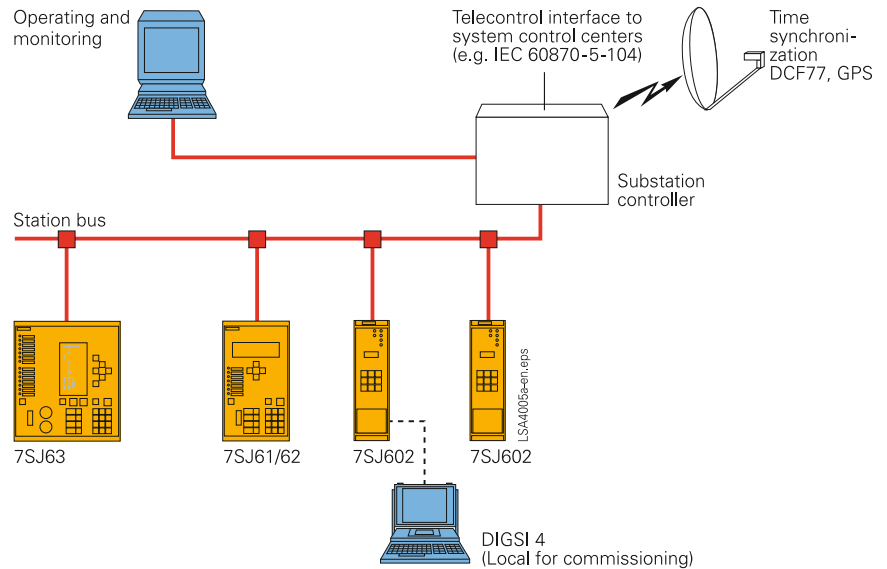 Operating and
monitoring
Telecontrol interface to
system control centers
(e.g. IEC 60870-5-104)
Time
synchroni-
zation
DCF77, GPS
Substation
controller
Station bus
LSA4005a-en.eps
7SJ63
7SJ61/62
7SJ602
7SJ602
DIGSI 4
(Local for commissioning)